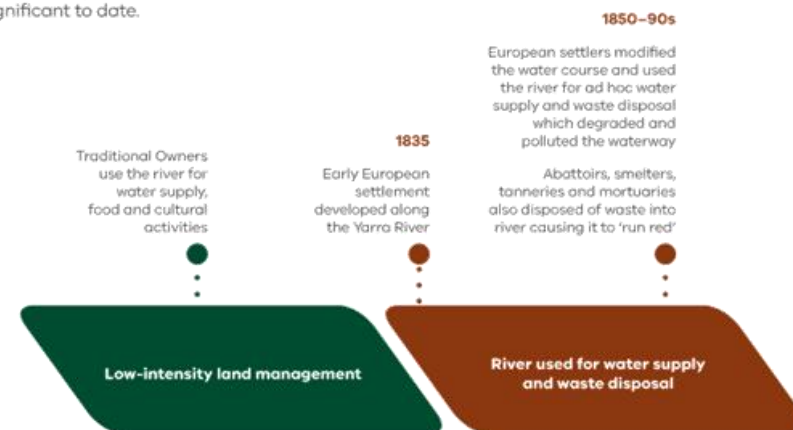 significant to date.
Traditional Owners
use the river for
water supply,
food and cultural
activities
1835
Early European
settlement
developed along
the Yarra River
1850–90s
European settlers modified
the water course and used
the river for ad hoc water
supply and waste disposal
which degraded and
polluted the waterway
Abattoirs, smelters,
tanneries and mortuaries
also disposed of waste into
river causing it to ‘run red’
Low-intensity land management
River used for water supply
and waste disposal